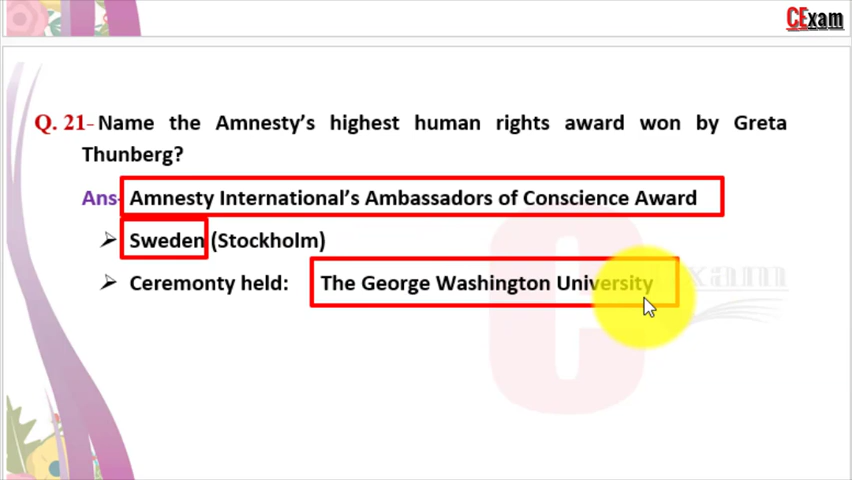 CExam
Q. 21- Name the Amnesty's highest human rights award won by Greta
Thunberg?
Ans- Amnesty International's Ambassadors of Conscience Award
➢ Sweden (Stockholm)
➢ Ceremonty held: The George Washington University
C
xam